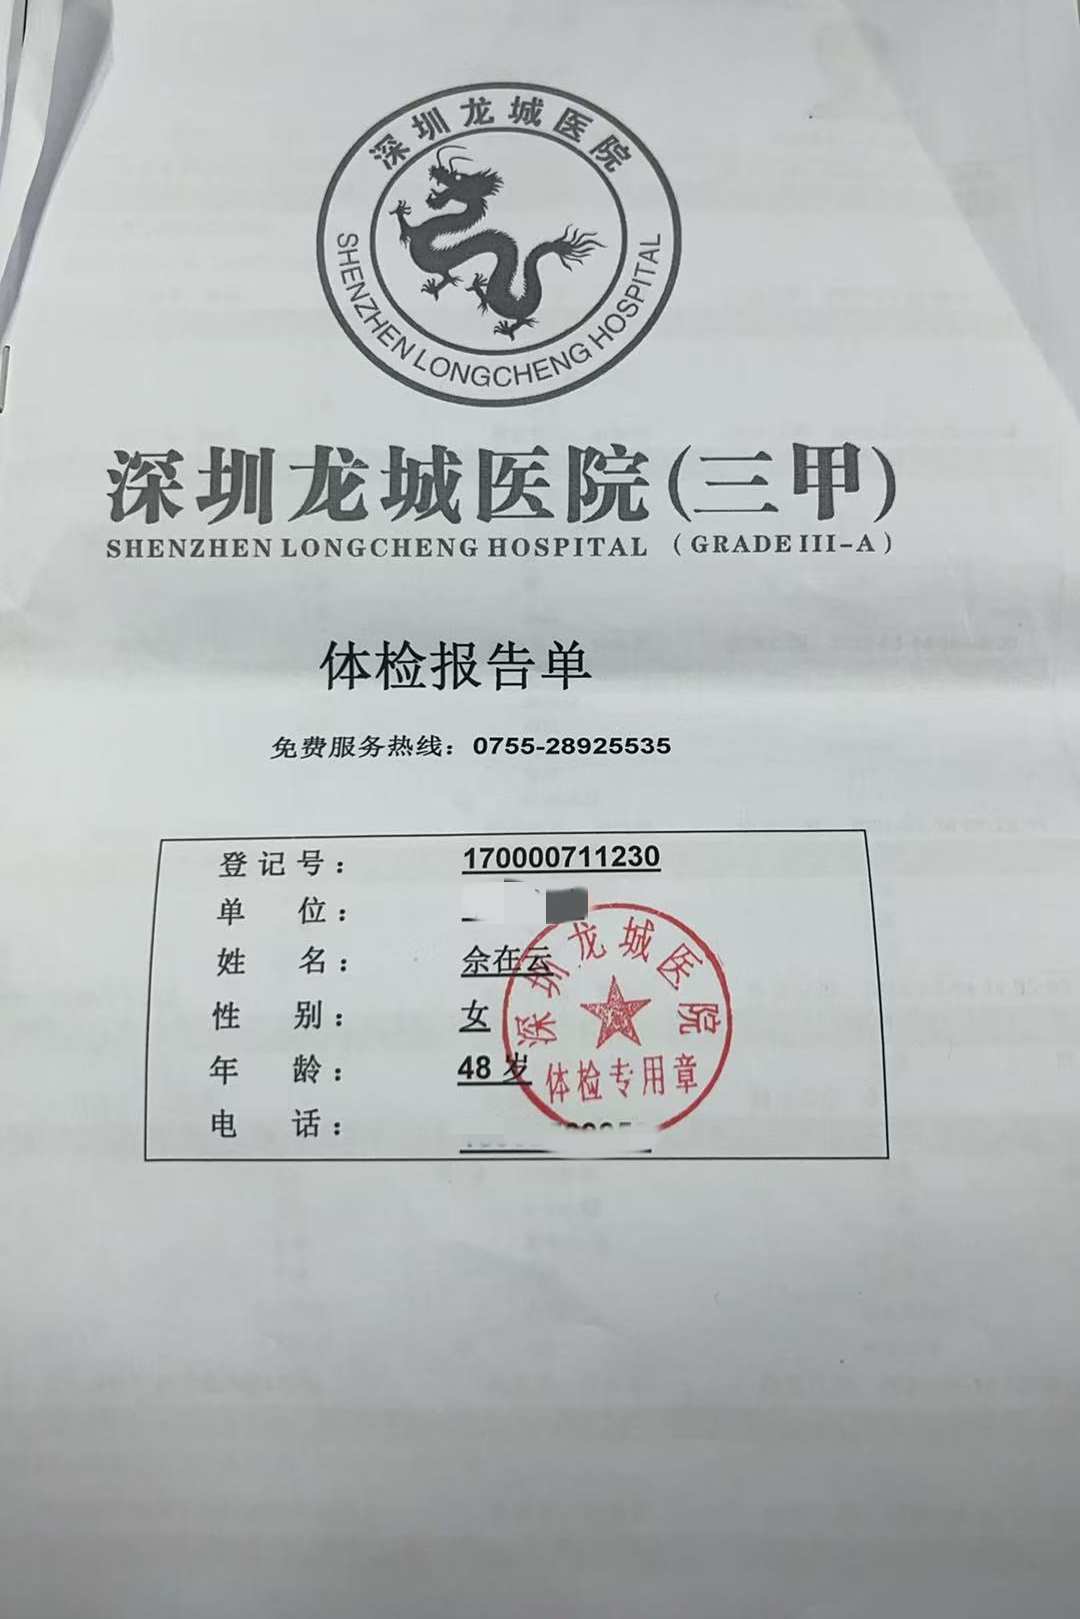 深圳龙城医院
SHENZHEN LONGCHENG HOSPITAL
深圳龙城医院(三甲)
SHENZHEN LONGCHENG HOSPITAL (GRADE III-A)
体检报告单
免费服务热线：0755-28925535
登记号： 170000711230
单 位：
姓 名： 佘在云
性 别： 女
年 龄： 48 岁
电 话：
深圳龙城医院
体检专用章